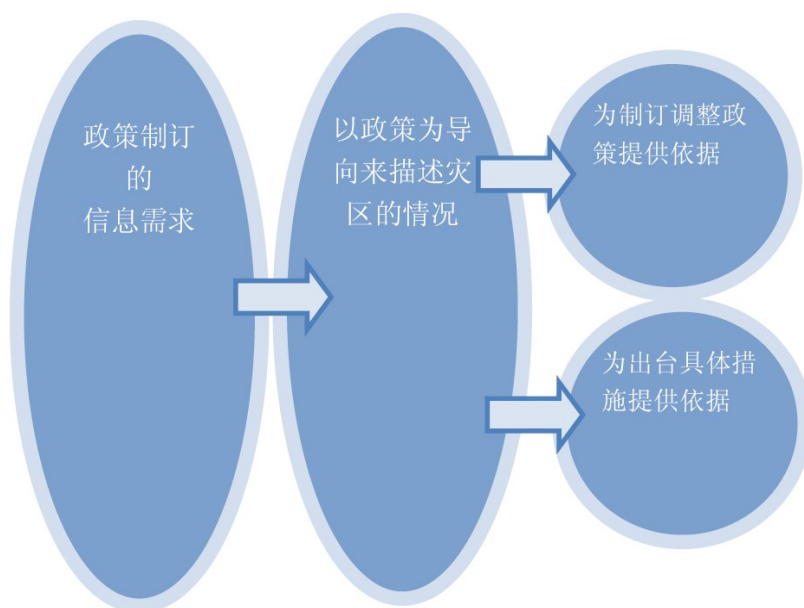 政策制订
的
信息需求
以政策为导
向来描述灾
区的情况
为制订调整政
策提供依据
为出台具体措
施提供依据